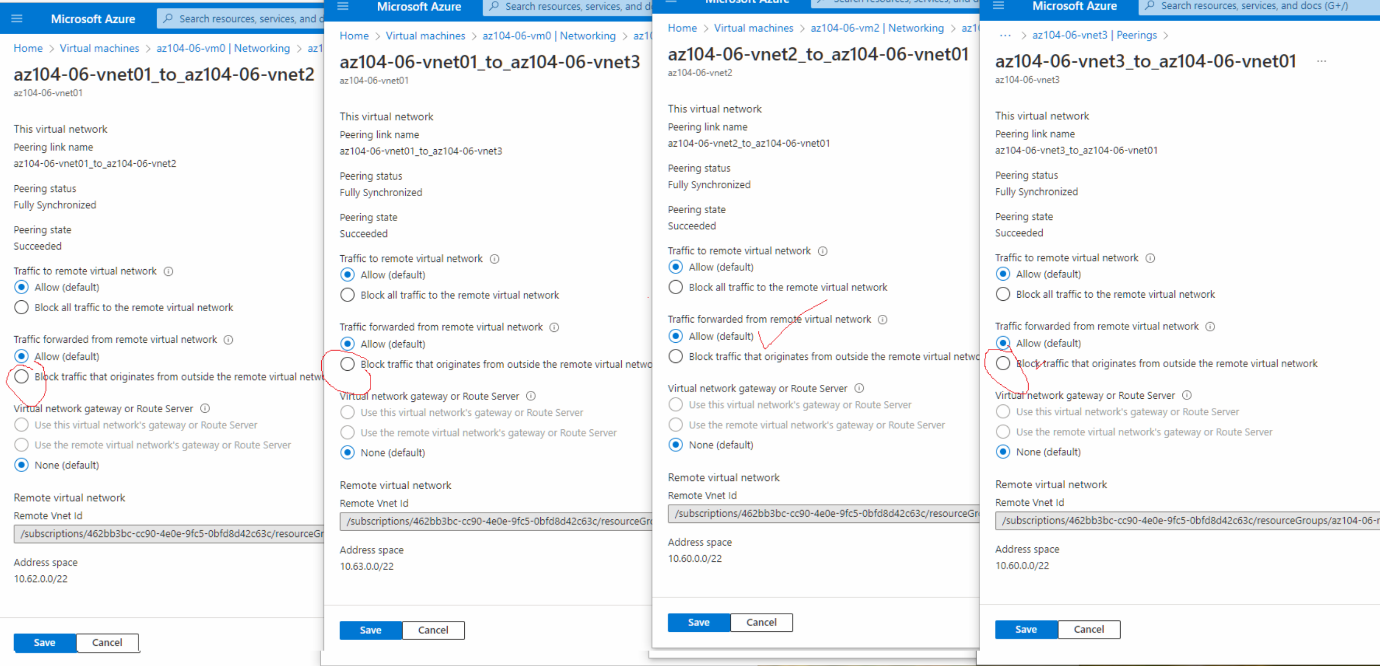 Microsoft Azure
Search resources, services, and d
Home > Virtual machines > az104-06-vm0 | Networking > az1
az104-06-vnet01_to_az104-06-vnet2
az104-06-vnet01
This virtual network
Peering link name
az104-06-vnet01_to_az104-06-vnet2
Peering status
Fully Synchronized
Peering state
Succeeded
Traffic to remote virtual network
Allow (default)
Block all traffic to the remote virtual network
Traffic forwarded from remote virtual network
Allow (default)
Block traffic that originates from outside the remote virtual netw
Virtual network gateway or Route Server
Use this virtual network's gateway or Route Server
Use the remote virtual network's gateway or Route Server
None (default)
Remote virtual network
Remote Vnet Id
/subscriptions/462bb3bc-cc90-4e0e-9fc5-0bfd8d42c63c/resourceGr
Address space
10.62.0.0/22
Save
Cancel
Microsoft Azure
Search resources, services, and d
Home > Virtual machines > az104-06-vm0 | Networking > az
az104-06-vnet01_to_az104-06-vnet3
az104-06-vnet01
This virtual network
Peering link name
az104-06-vnet01_to_az104-06-vnet3
Peering status
Fully Synchronized
Peering state
Succeeded
Traffic to remote virtual network
Allow (default)
Block all traffic to the remote virtual network
Traffic forwarded from remote virtual network
Allow (default)
Block traffic that originates from outside the remote virtual netwo
Virtual network gateway or Route Server
Use this virtual network's gateway or Route Server
Use the remote virtual network's gateway or Route Server
None (default)
Remote virtual network
Remote Vnet Id
/subscriptions/462bb3bc-cc90-4e0e-9fc5-0bfd8d42c63c/resourceGro
Address space
10.63.0.0/22
Save
Cancel
Microsoft Azure
Search resources, services, and do
Home > Virtual machines > az104-06-vm2 | Networking > az1
az104-06-vnet2_to_az104-06-vnet01
az104-06-vnet2
This virtual network
Peering link name
az104-06-vnet2_to_az104-06-vnet01
Peering status
Fully Synchronized
Peering state
Succeeded
Traffic to remote virtual network
Allow (default)
Block all traffic to the remote virtual network
Traffic forwarded from remote virtual network
Allow (default)
Block traffic that originates from outside the remote virtual netwo
Virtual network gateway or Route Server
Use this virtual network's gateway or Route Server
Use the remote virtual network's gateway or Route Server
None (default)
Remote virtual network
Remote Vnet Id
/subscriptions/462bb3bc-cc90-4e0e-9fc5-0bfd8d42c63c/resourceGro
Address space
10.60.0.0/22
Save
Cancel
Microsoft Azure
Search resources, services, and docs (G+/)
... > az104-06-vnet3 | Peerings >
az104-06-vnet3_to_az104-06-vnet01 ...
az104-06-vnet3
This virtual network
Peering link name
az104-06-vnet3_to_az104-06-vnet01
Peering status
Fully Synchronized
Peering state
Succeeded
Traffic to remote virtual network
Allow (default)
Block all traffic to the remote virtual network
Traffic forwarded from remote virtual network
Allow (default)
Block traffic that originates from outside the remote virtual network
Virtual network gateway or Route Server
Use this virtual network's gateway or Route Server
Use the remote virtual network's gateway or Route Server
None (default)
Remote virtual network
Remote Vnet Id
/subscriptions/462bb3bc-cc90-4e0e-9fc5-0bfd8d42c63c/resourceGroups/az104-06-r
Address space
10.60.0.0/22
Save
Cancel